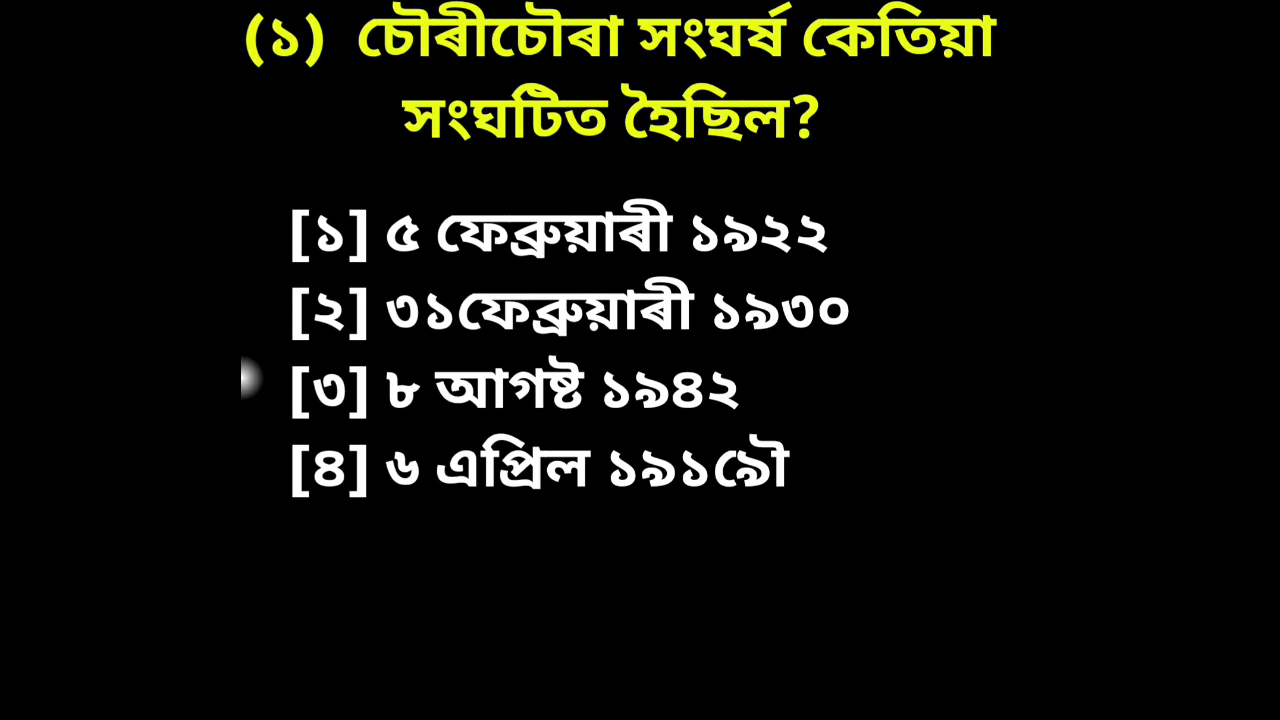 (১) চৌৰীচৌৰা সংঘৰ্ষ কেতিয়া
সংঘটিত হৈছিল?
[১] ৫ ফেব্ৰুয়াৰী ১৯২২
[২] ৩১ফেব্ৰুয়াৰী ১৯৩০
[৩] ৮ আগষ্ট ১৯৪২
[৪] ৬ এপ্ৰিল ১৯১৯ৌ